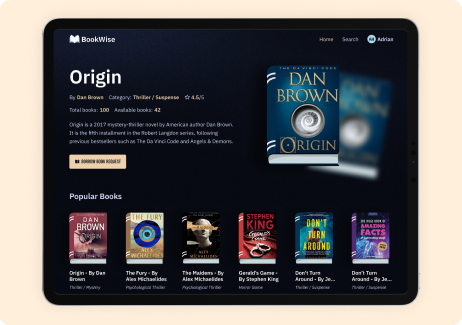 BookWise
Home Search Adrian
Origin
By Dan Brown Category: Thriller / Suspense 4.5/5
Total books: 100 Available books: 42
Origin is a 2017 mystery-thriller novel by American author Dan Brown.
It is the fifth installment in the Robert Langdon series, following
previous bestsellers such as The Da Vinci Code and Angels & Demons.
BORROW BOOK REQUEST
DAN
BROWN
ORIGIN
Popular Books
DAN
BROWN
ORIGIN
THE FURY
ALEX
MICHAELIDES
STEPHEN
KING
DON'T
TURN
AROUND
AMAZING
FACTS
Origin - By Dan
Brown
Thriller / Mystery
The Fury - By
Alex Michaelides
Psychological Thriller
The Maidens - By
Alex Michaelides
Psychological Thriller
Gerald's Game -
By Stephen King
Horror Game
Don't Turn
Around - By Je...
Thriller / Suspense
Don't Turn
Around - By Je...
Thriller / Suspense